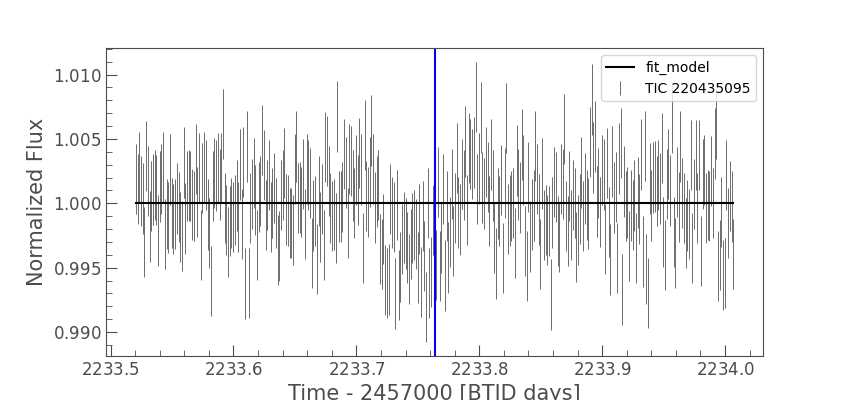 fit_model
TIC 220435095
Normalized Flux
1.010
1.005
1.000
0.995
0.990
2233.5
2233.6
2233.7
2233.8
2233.9
2234.0
Time - 2457000 [BTJD days]